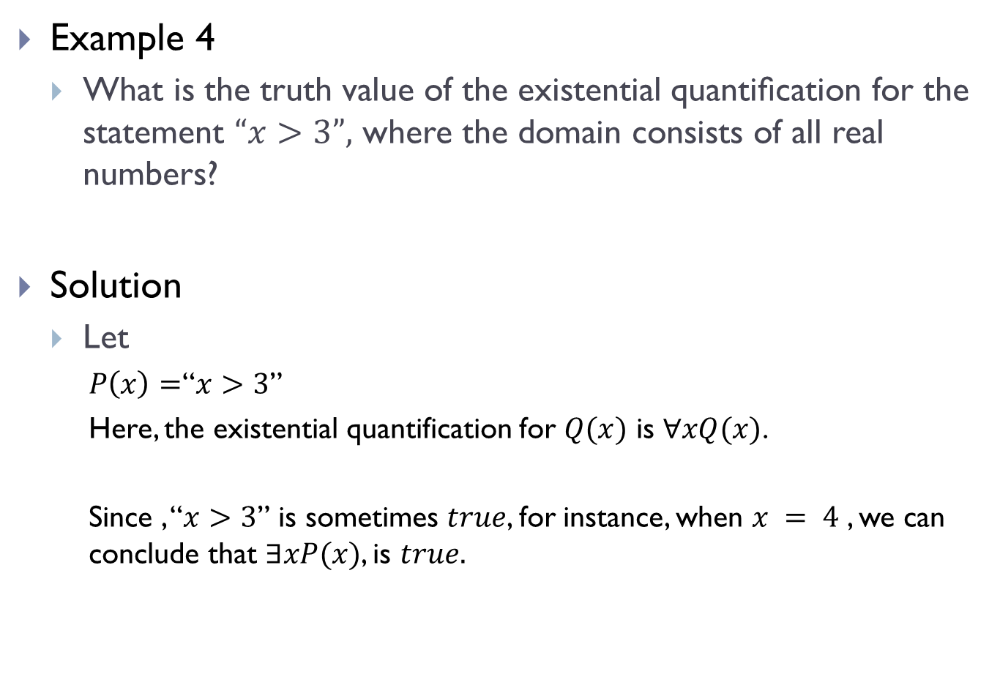 Example 4
What is the truth value of the existential quantification for the
statement “x > 3”, where the domain consists of all real
numbers?
Solution
Let
P(x) =“x > 3”
Here, the existential quantification for Q(x) is ∀xQ(x).
Since ,“x > 3” is sometimes true, for instance, when x = 4 , we can
conclude that ∃xP(x), is true.